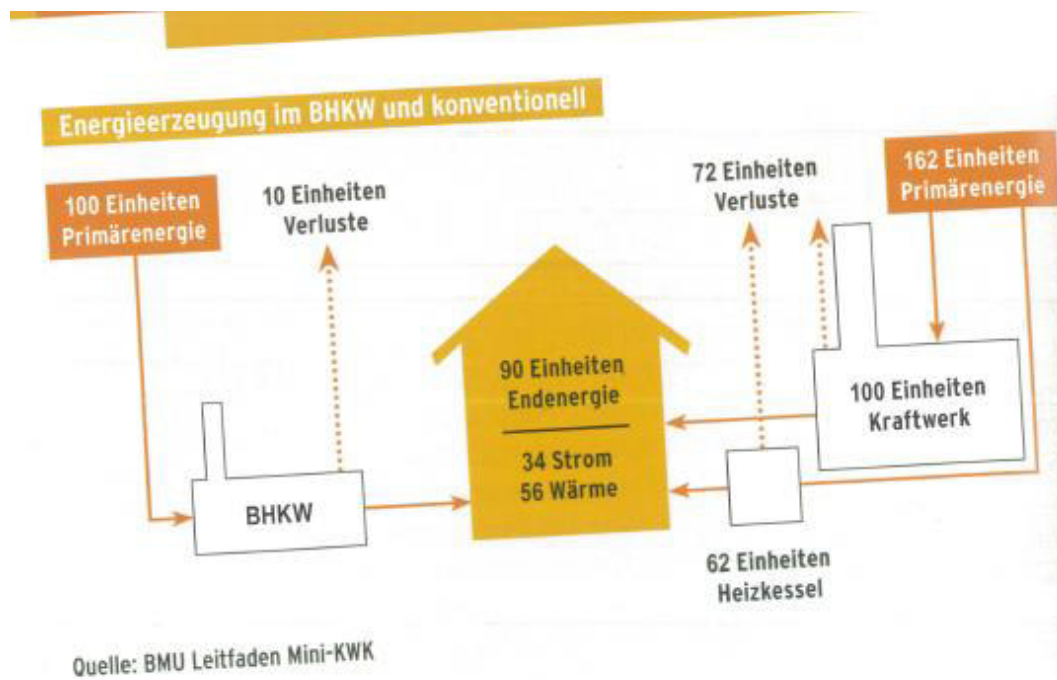 Energieerzeugung im BHKW und konventionell
100 Einheiten
Primärenergie
10 Einheiten
Verluste
72 Einheiten
Verluste
162 Einheiten
Primärenergie
90 Einheiten
Endenergie
34 Strom
56 Wärme
100 Einheiten
Kraftwerk
BHKW
62 Einheiten
Heizkessel
Quelle: BMU Leitfaden Mini-KWK